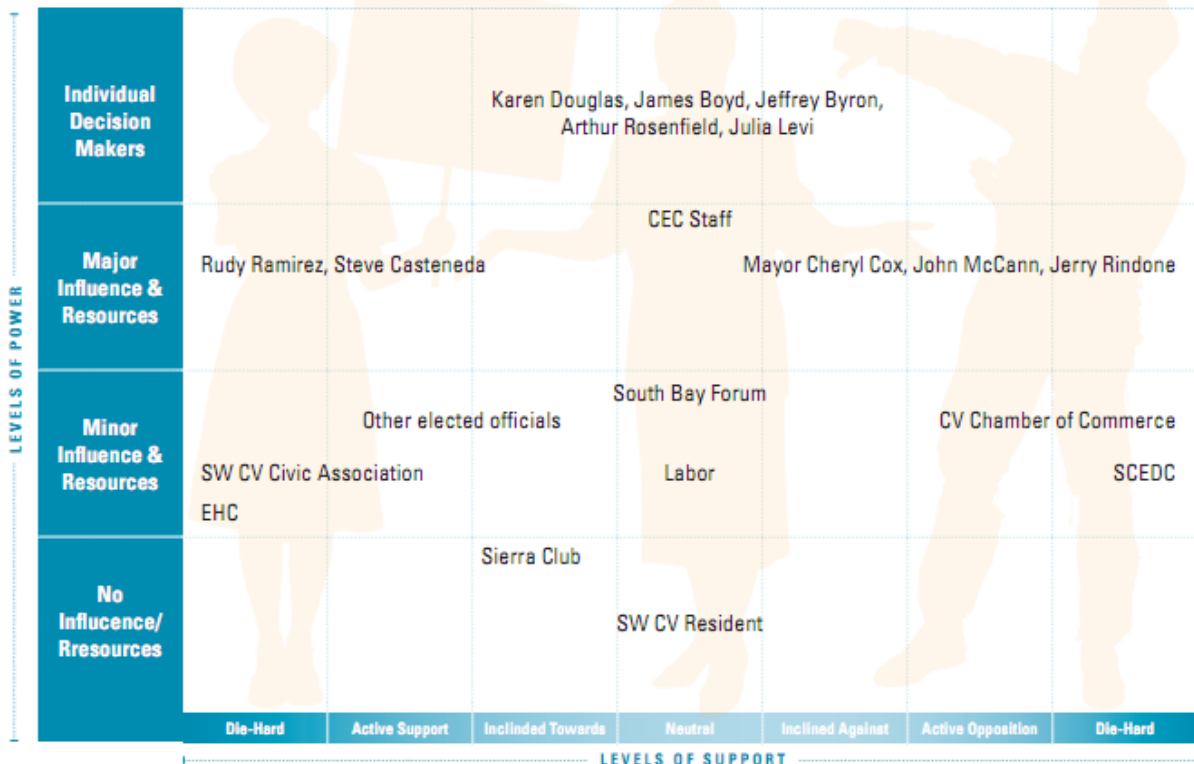 LEVELS OF POWER
Individual
Decision
Makers
Karen Douglas, James Boyd, Jeffrey Byron,
Arthur Rosenfield, Julia Levi
Major
Influence &
Resources
CEC Staff
Rudy Ramirez, Steve Casteneda
Mayor Cheryl Cox, John McCann, Jerry Rindone
Minor
Influence &
Resources
South Bay Forum
Other elected officials
CV Chamber of Commerce
SW CV Civic Association
Labor
SCEDC
EHC
No
Influcence/
Rresources
Sierra Club
SW CV Resident
Die-Hard
Active Support
Inclinded Towards
Neutral
Inclined Against
Active Opposition
Die-Hard
LEVELS OF SUPPORT